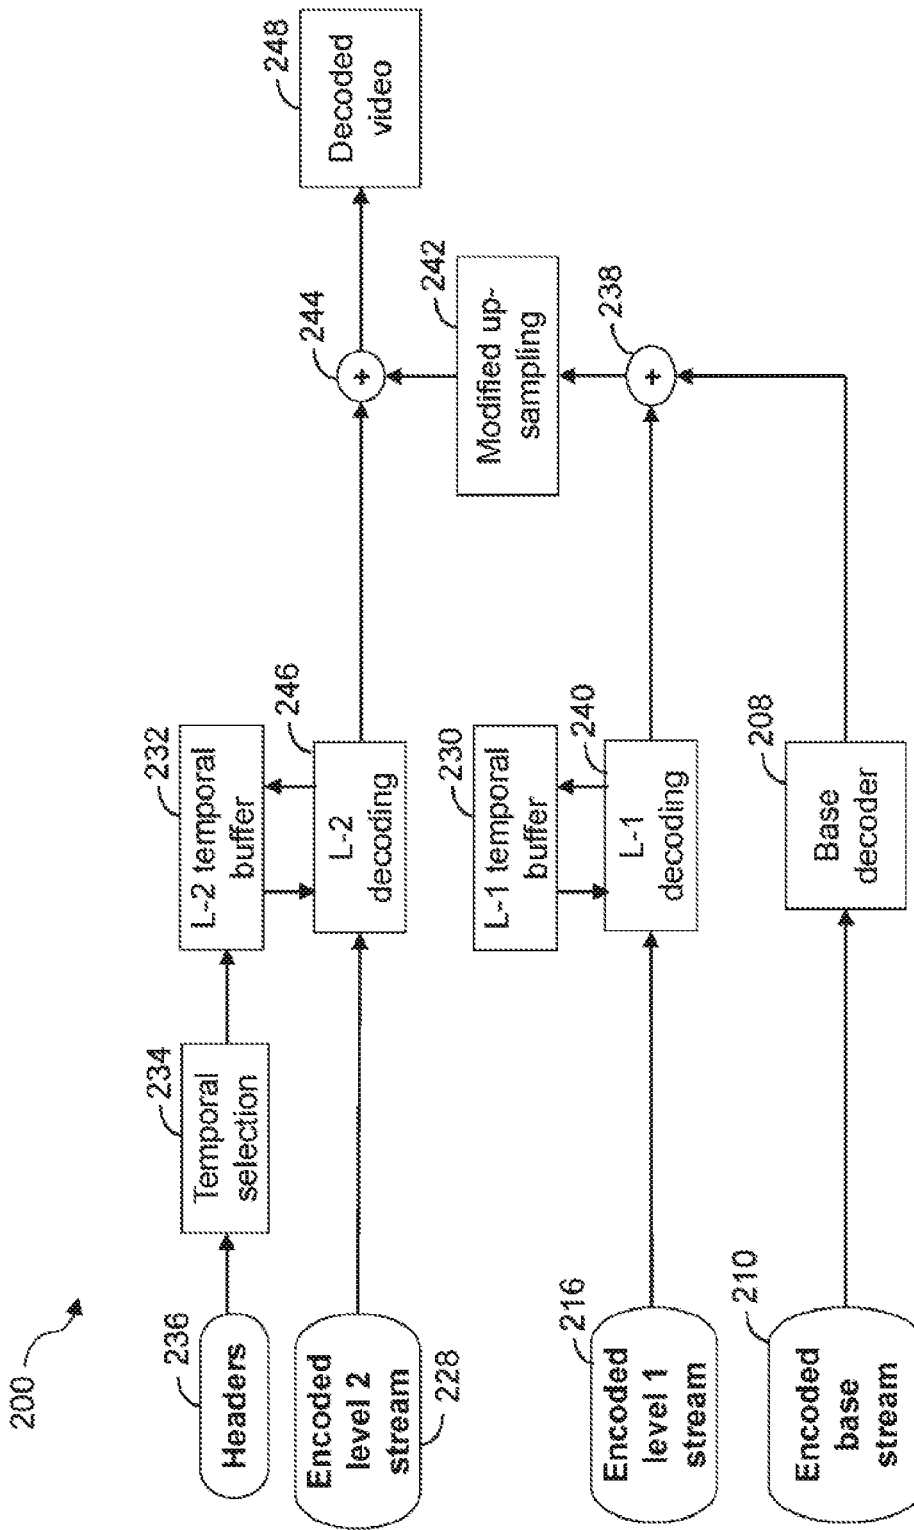 200
236
Headers
234
Temporal
selection
232
L-2 temporal
buffer
246
L-2
decoding
Encoded
level 2
stream
228
244
+
248
Decoded
video
242
Modified up-
sampling
230
L-1 temporal
buffer
240
L-1
decoding
216
Encoded
level 1
stream
238
+
210
Encoded
base
stream
208
Base
decoder